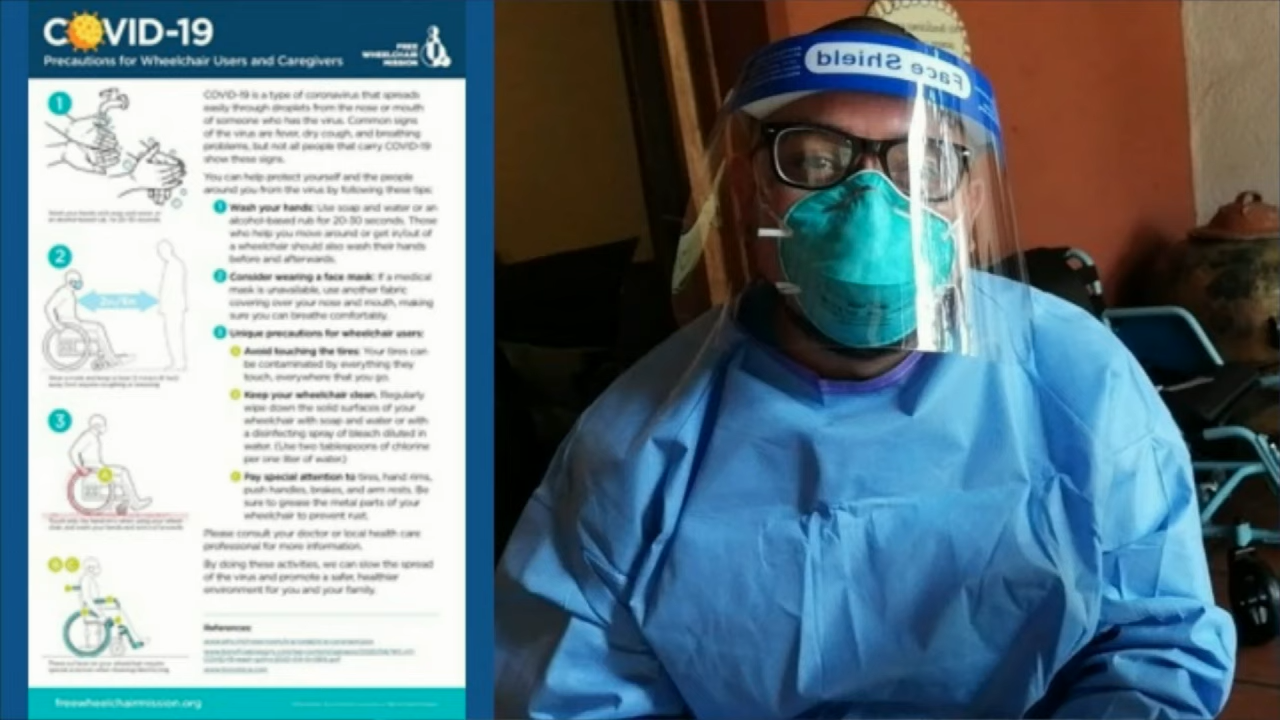 COVID-19
Precautions for Wheelchair Users and Caregivers
FREE
WHEELCHAIR
MISSION
1
2
2m/6ft
3
A
B C
COVID-19 is a type of coronavirus that spreads
easily through droplets from the nose or mouth
of someone who has the virus. Common signs
of the virus are fever, dry cough, and breathing
problems, but not all people that carry COVID-19
show these signs.
You can help protect yourself and the people
around you from the virus by following these tips:
1 Wash your hands: Use soap and water or an
alcohol-based rub for 20-30 seconds. Those
who help you move around or get in/out of
a wheelchair should also wash their hands
before and afterwards.
2 Consider wearing a face mask: If a medical
mask is unavailable, use another fabric
covering over your nose and mouth, making
sure you can breathe comfortably.
3 Unique precautions for wheelchair users:
Avoid touching the tires: Your tires can
be contaminated by everything they
touch, everywhere that you go.
Keep your wheelchair clean. Regularly
wipe down the solid surfaces of your
wheelchair with soap and water or with
a disinfecting spray of bleach diluted in
water. (Use two tablespoons of chlorine
per one liter of water.)
Pay special attention to tires, hand rims,
push handles, brakes, and arm rests. Be
sure to grease the metal parts of your
wheelchair to prevent rust.
Please consult your doctor or local health care
professional for more information.
By doing these activities, we can slow the spread
of the virus and promote a safer, healthier
environment for you and your family.
References:
freewheelchairmission.org
Face Shield